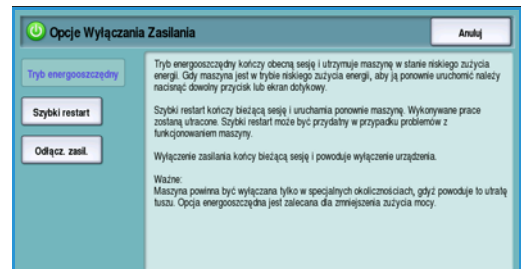 Opcje Wyłączania Zasilania
Anuluj
Tryb energooszczędny
Szybki restart
Odłącz. zasil.
Tryb energooszczędny kończy obecną sesję i utrzymuje maszynę w stanie niskiego zużycia
energii. Gdy maszyna jest w trybie niskiego zużycia energii, aby ją ponownie uruchomić należy
nacisnąć dowolny przycisk lub ekran dotykowy.
Szybki restart kończy bieżącą sesję i uruchamia ponownie maszynę. Wykonywane prace
zostaną utracone. Szybki restart może być przydatny w przypadku problemów z
funkcjonowaniem maszyny.
Wyłączenie zasilania kończy bieżącą sesję i powoduje wyłączenie urządzenia.
Ważne:
Maszyna powinna być wyłączana tylko w specjalnych okolicznościach, gdyż powoduje to utratę
tuszu. Opcja energooszczędna jest zalecana dla zmniejszenia zużycia mocy.